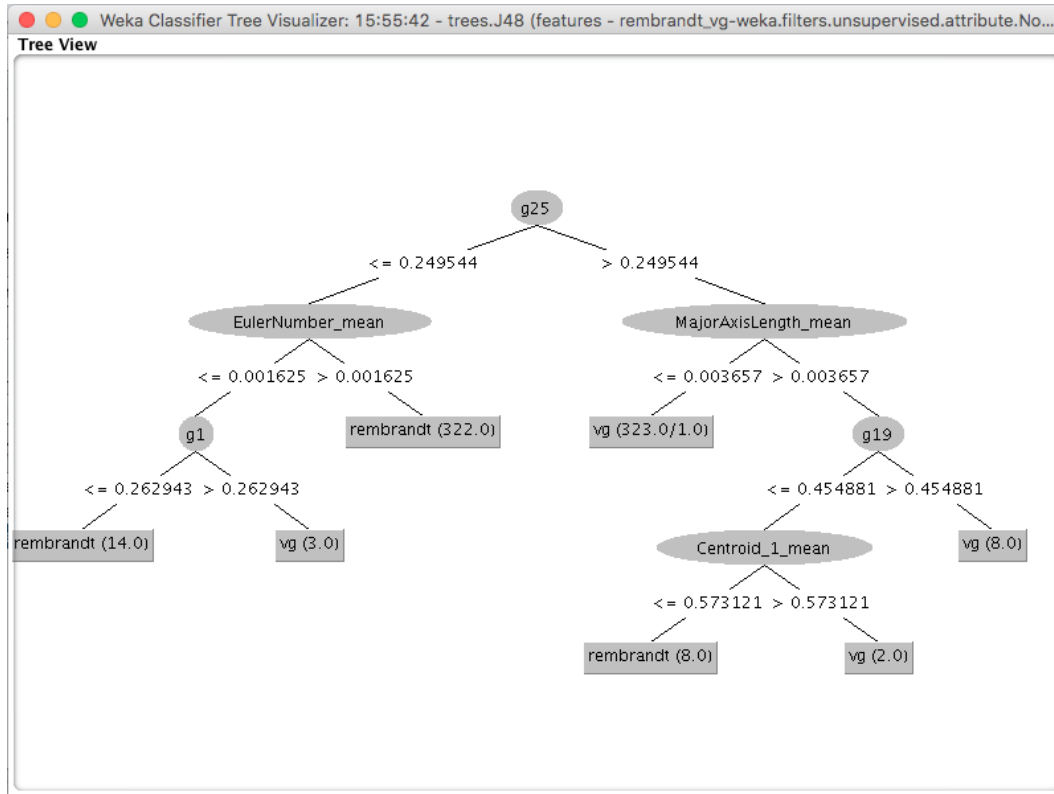 Weka Classifier Tree Visualizer: 15:55:42 - trees.J48 (features - rembrandt_vg-weka.filters.unsupervised.attribute.No...
Tree View
g25
<= 0.249544 > 0.249544
EulerNumber_mean MajorAxisLength_mean
<= 0.001625 > 0.001625 <= 0.003657 > 0.003657
g1 rembrandt (322.0) vg (323.0/1.0) g19
<= 0.262943 > 0.262943 <= 0.454881 > 0.454881
rembrandt (14.0) vg (3.0) Centroid_1_mean vg (8.0)
<= 0.573121 > 0.573121
rembrandt (8.0) vg (2.0)